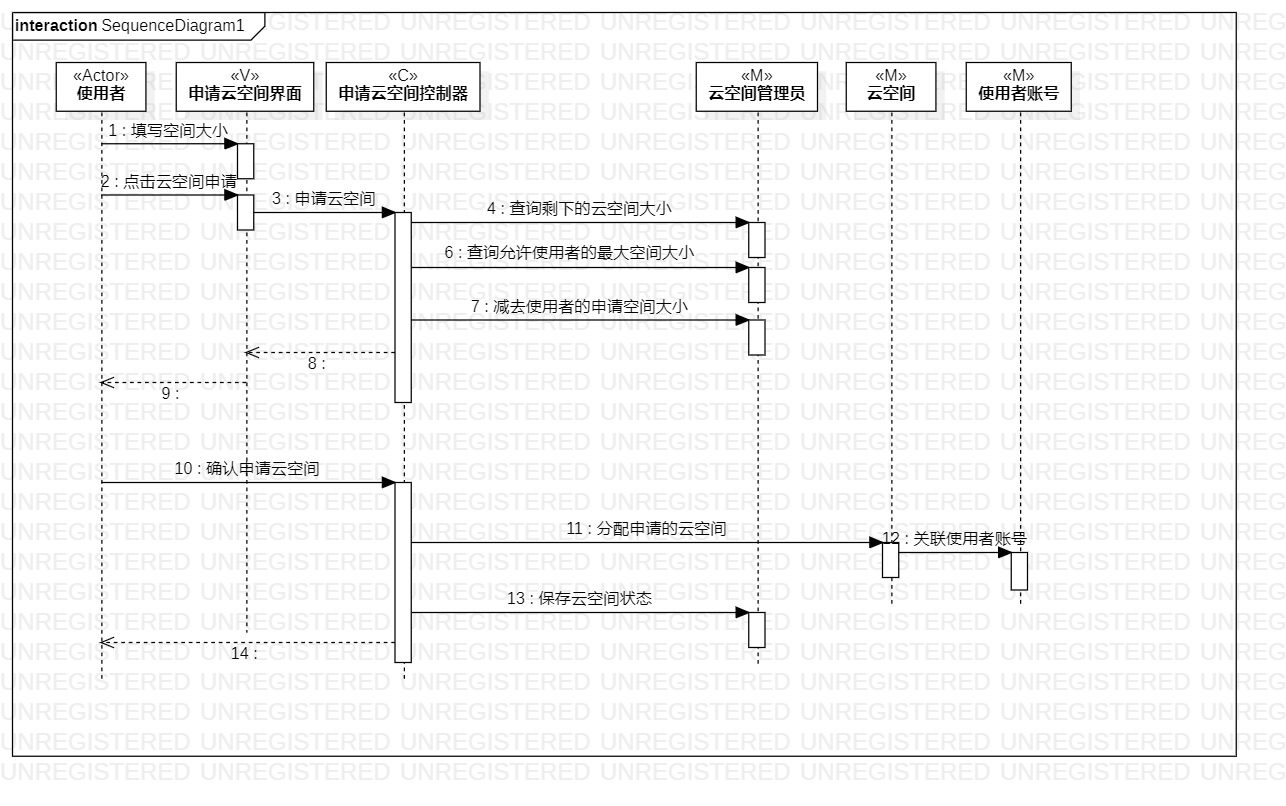 interaction SequenceDiagram1
«Actor»
使用者
«V»
申请云空间界面
«C»
申请云空间控制器
«M»
云空间管理员
«M»
云空间
«M»
使用者账号
1 : 填写空间大小
2 : 点击云空间申请
3 : 申请云空间
4 : 查询剩下的云空间大小
6 : 查询允许使用者的最大空间大小
7 : 减去使用者的申请空间大小
8 :
9 :
10 : 确认申请云空间
11 : 分配申请的云空间
12 : 关联使用者账号
13 : 保存云空间状态
14 :
UNREGISTERED